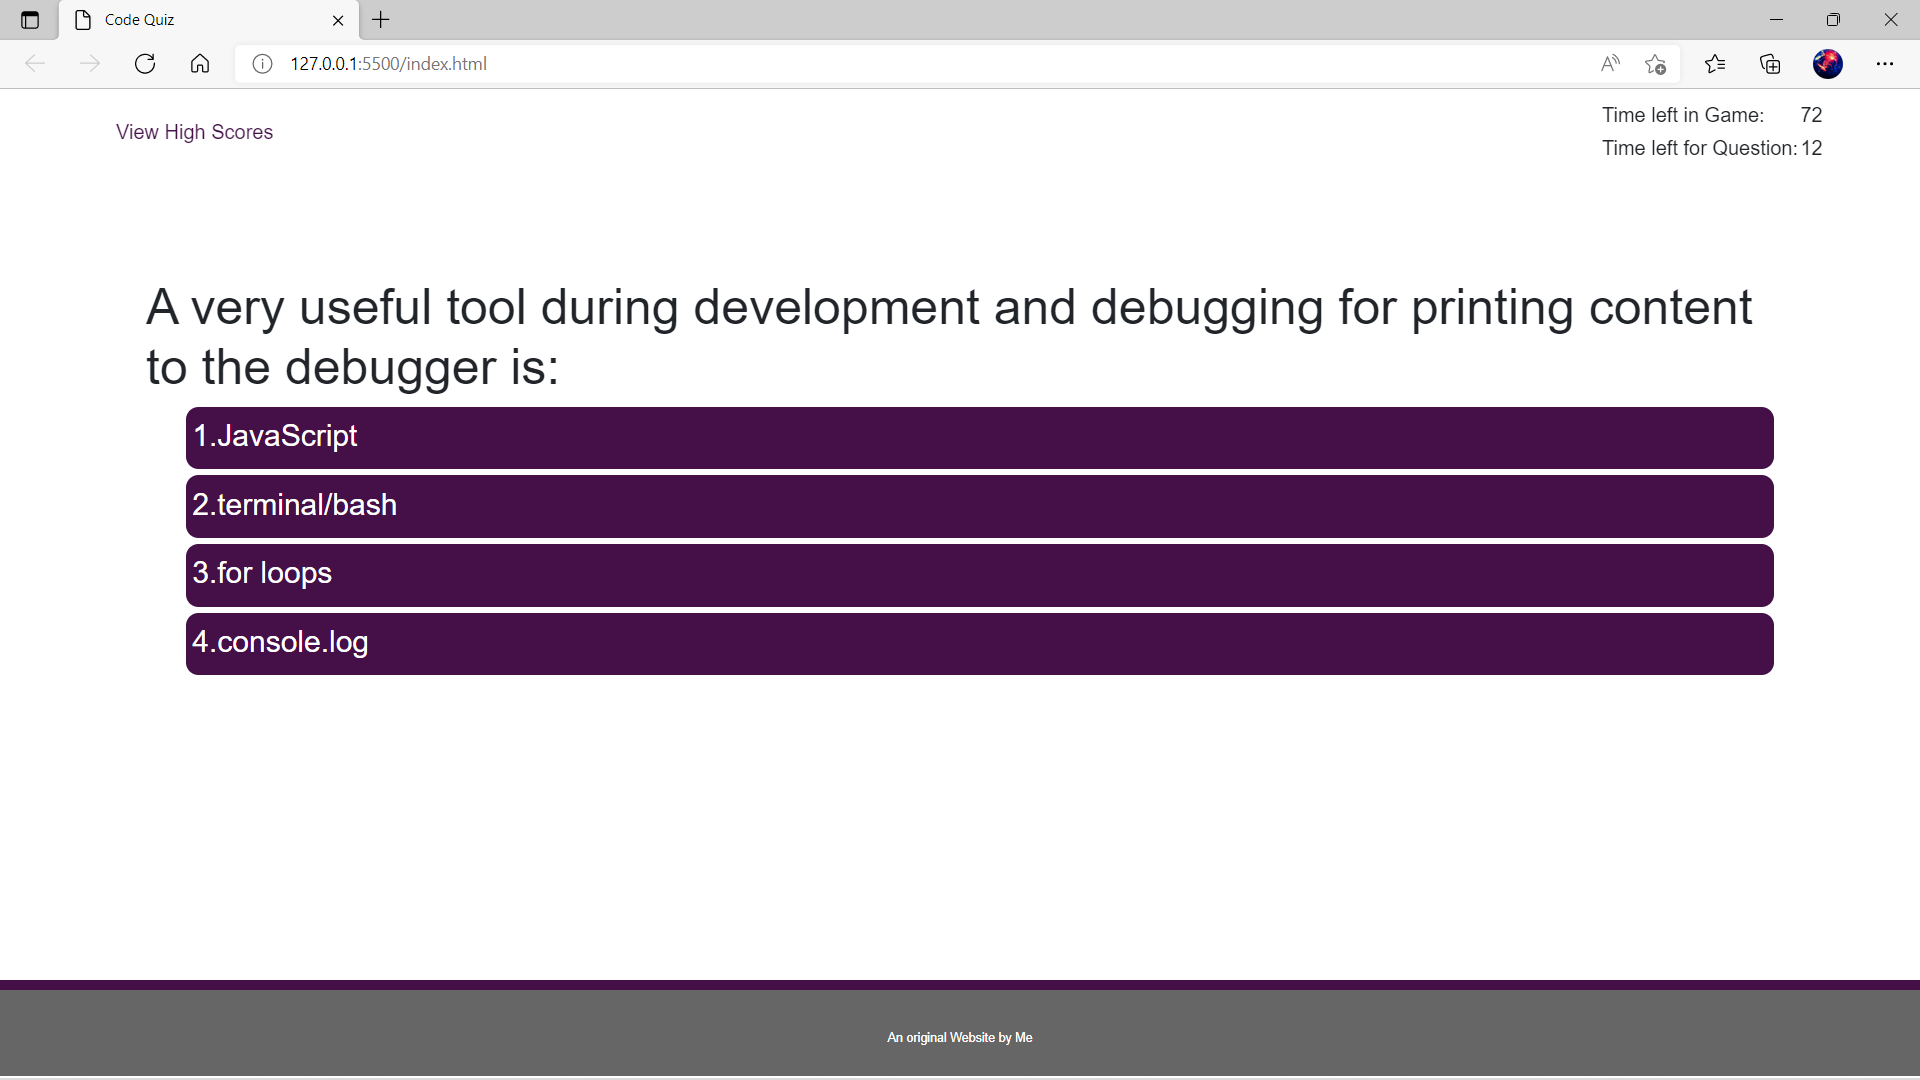 Code Quiz
127.0.0.1:5500/index.html
View High Scores
Time left in Game: 72
Time left for Question: 12
A very useful tool during development and debugging for printing content
to the debugger is:
1.JavaScript
2.terminal/bash
3.for loops
4.console.log
An original Website by Me